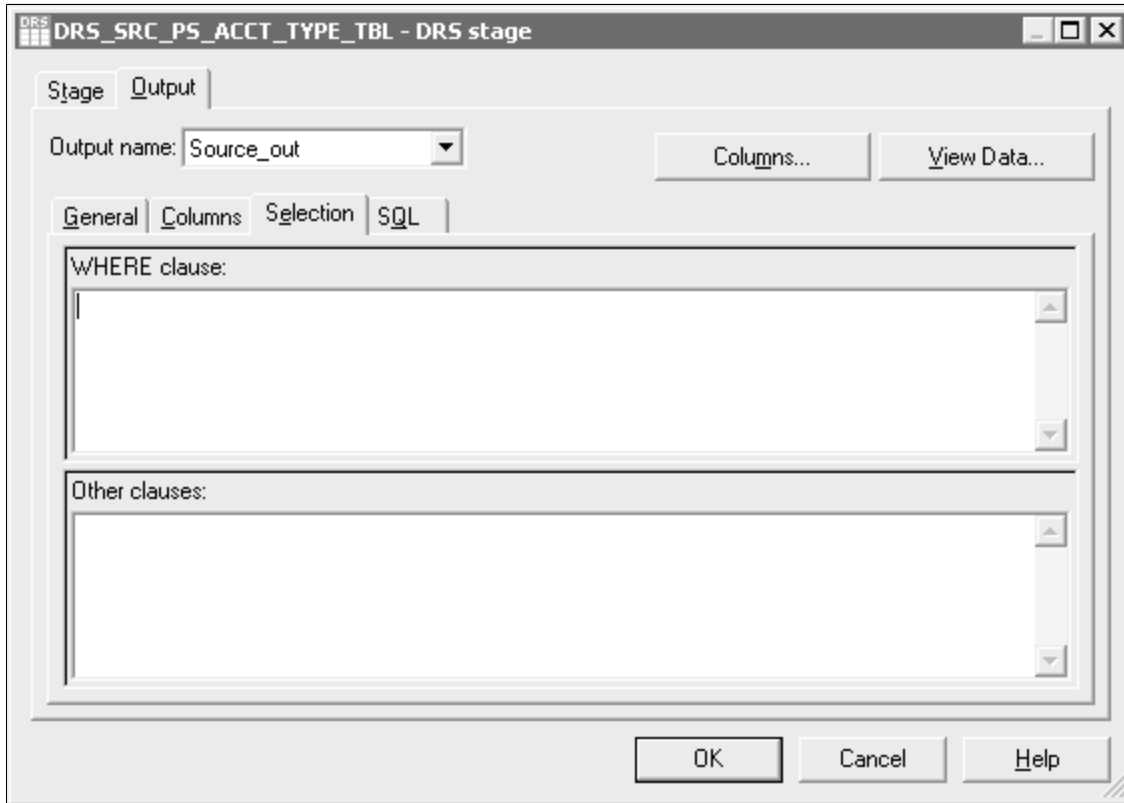 DRS DRS_SRC_PS_ACCT_TYPE_TBL - DRS stage
Stage Output
Output name: Source_out Columns... View Data...
General Columns Selection SQL
WHERE clause:
Other clauses:
OK Cancel Help